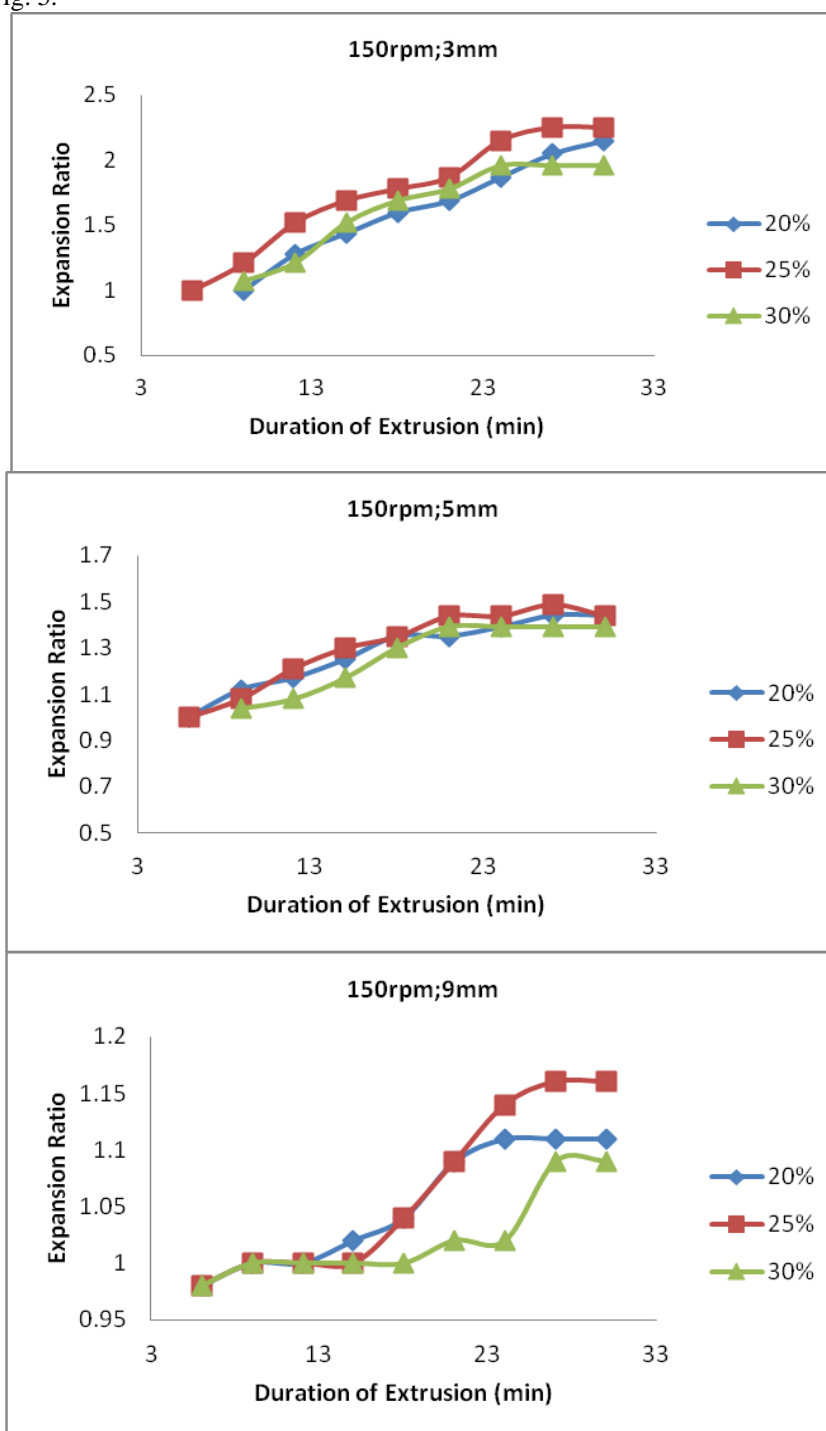 ig. 5.
150rpm;3mm
2.5
2
1.5
1
0.5
3 13 23 33
Expansion Ratio
Duration of Extrusion (min)
20%
25%
30%
150rpm;5mm
1.7
1.5
1.3
1.1
0.9
0.7
0.5
3 13 23 33
Expansion Ratio
Duration of Extrusion (min)
20%
25%
30%
150rpm;9mm
1.2
1.15
1.1
1.05
1
0.95
3 13 23 33
Expansion Ratio
Duration of Extrusion (min)
20%
25%
30%